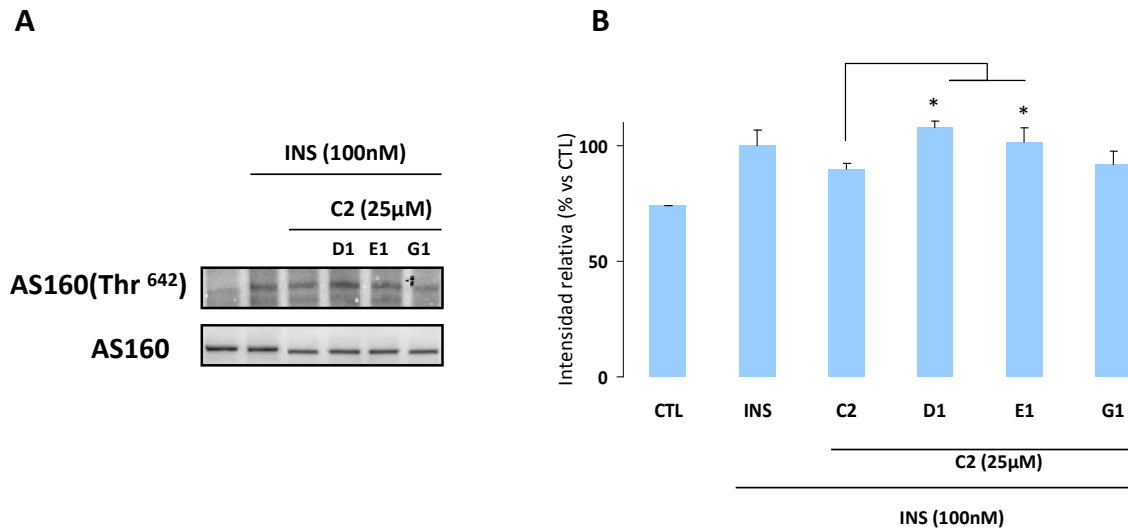 A
INS (100nM)
C2 (25µM)
D1 E1 G1
AS160(Thr ⁶⁴²)
AS160
B
Intensidad relativa (% vs CTL)
100
50
0
* *
CTL INS C2 D1 E1 G1
C2 (25µM)
INS (100nM)